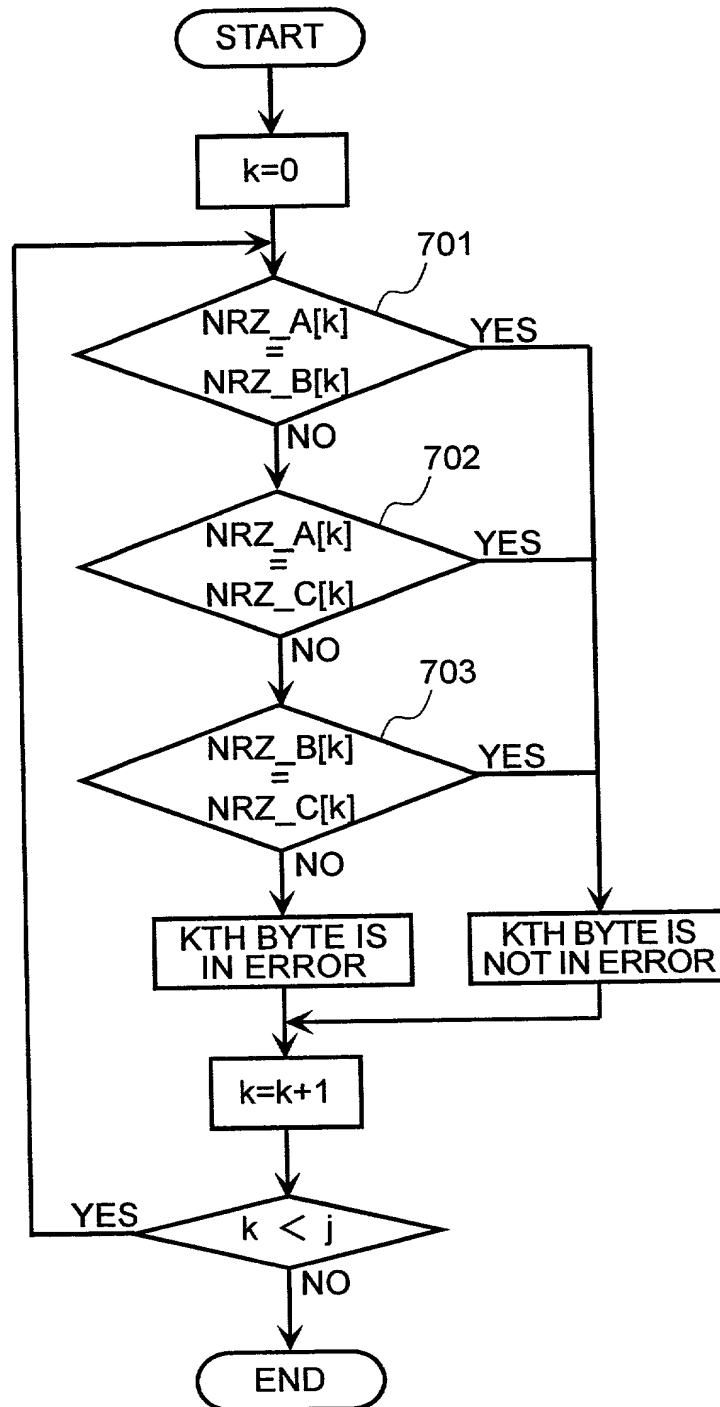 START
k=0
701
NRZ_A[k]
=
NRZ_B[k]
YES
NO
702
NRZ_A[k]
=
NRZ_C[k]
YES
NO
703
NRZ_B[k]
=
NRZ_C[k]
YES
NO
KTH BYTE IS
IN ERROR
KTH BYTE IS
NOT IN ERROR
k=k+1
YES
k < j
NO
END